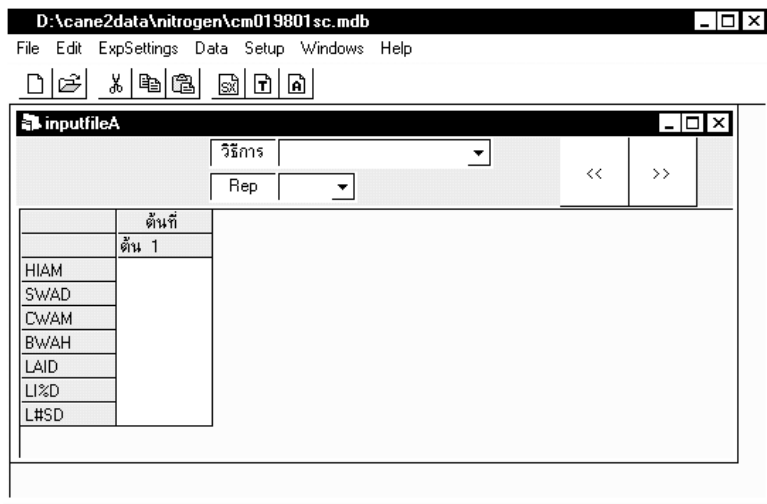 D:\cane2data\nitrogen\cm019801sc.mdb
File Edit ExpSettings Data Setup Windows Help
SX T A
inputfileA
วิธีการ
Rep
<< >>
ต้นที่
ต้น 1
HIAM
SWAD
CWAM
BWAH
LAID
LI%D
L#SD